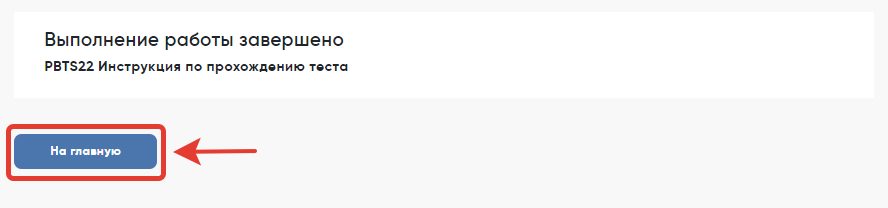 Выполнение работы завершено
PBTS22 Инструкция по прохождению теста
На главную